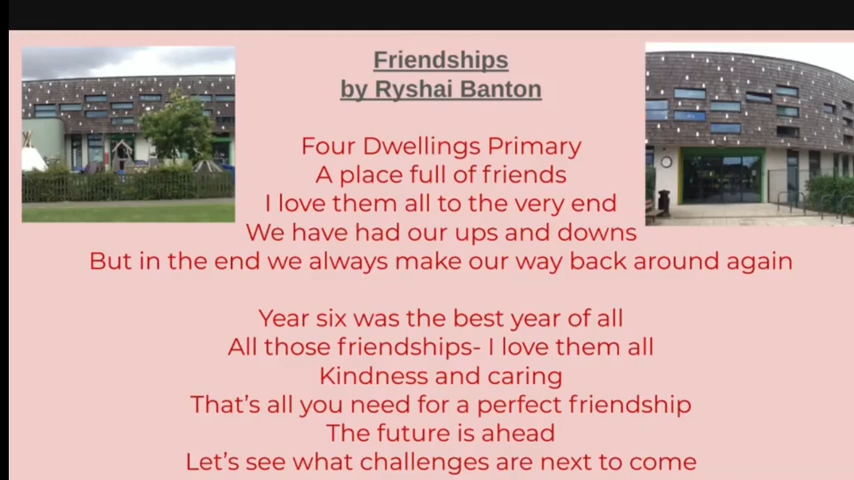 Friendships
by Ryshai Banton
Four Dwellings Primary
A place full of friends
I love them all to the very end
We have had our ups and downs
But in the end we always make our way back around again
Year six was the best year of all
All those friendships- I love them all
Kindness and caring
That's all you need for a perfect friendship
The future is ahead
Let's see what challenges are next to come